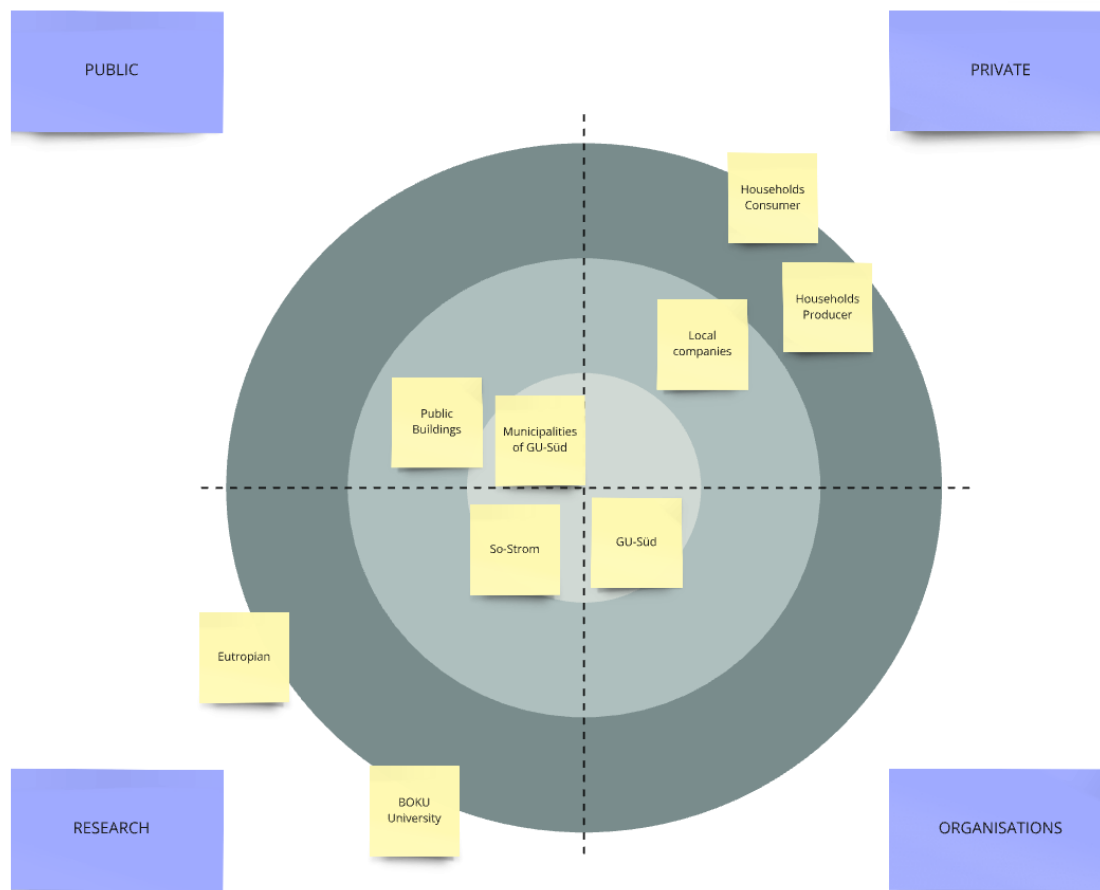 PUBLIC
PRIVATE
Households
Consumer
Households
Producer
Local
companies
Public
Buildings
Municipalities
of GU-Süd
So-Strom
GU-Süd
Eutropian
BOKU
University
RESEARCH
ORGANISATIONS